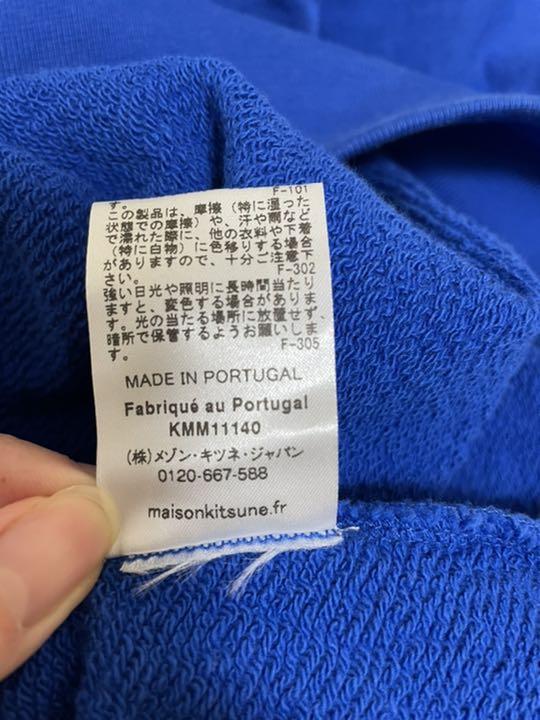 F-101
す。
この製品は、摩擦（特に湿った
状態での摩擦）や、汗や雨など
で濡れた際に、他の衣料や下着
（特に白物）に色移りする場合
がありますので、十分ご注意下
さい。
F-302
強い日光や照明に長時間当たり
ますと、変色する場合がありま
す。光の当たる場所に放置せず、
暗所で保管するようお願いしま
す。
F-305
MADE IN PORTUGAL
Fabriqué au Portugal
KMM11140
(株)メゾン・キツネ・ジャパン
0120-667-588
maisonkitsune.fr